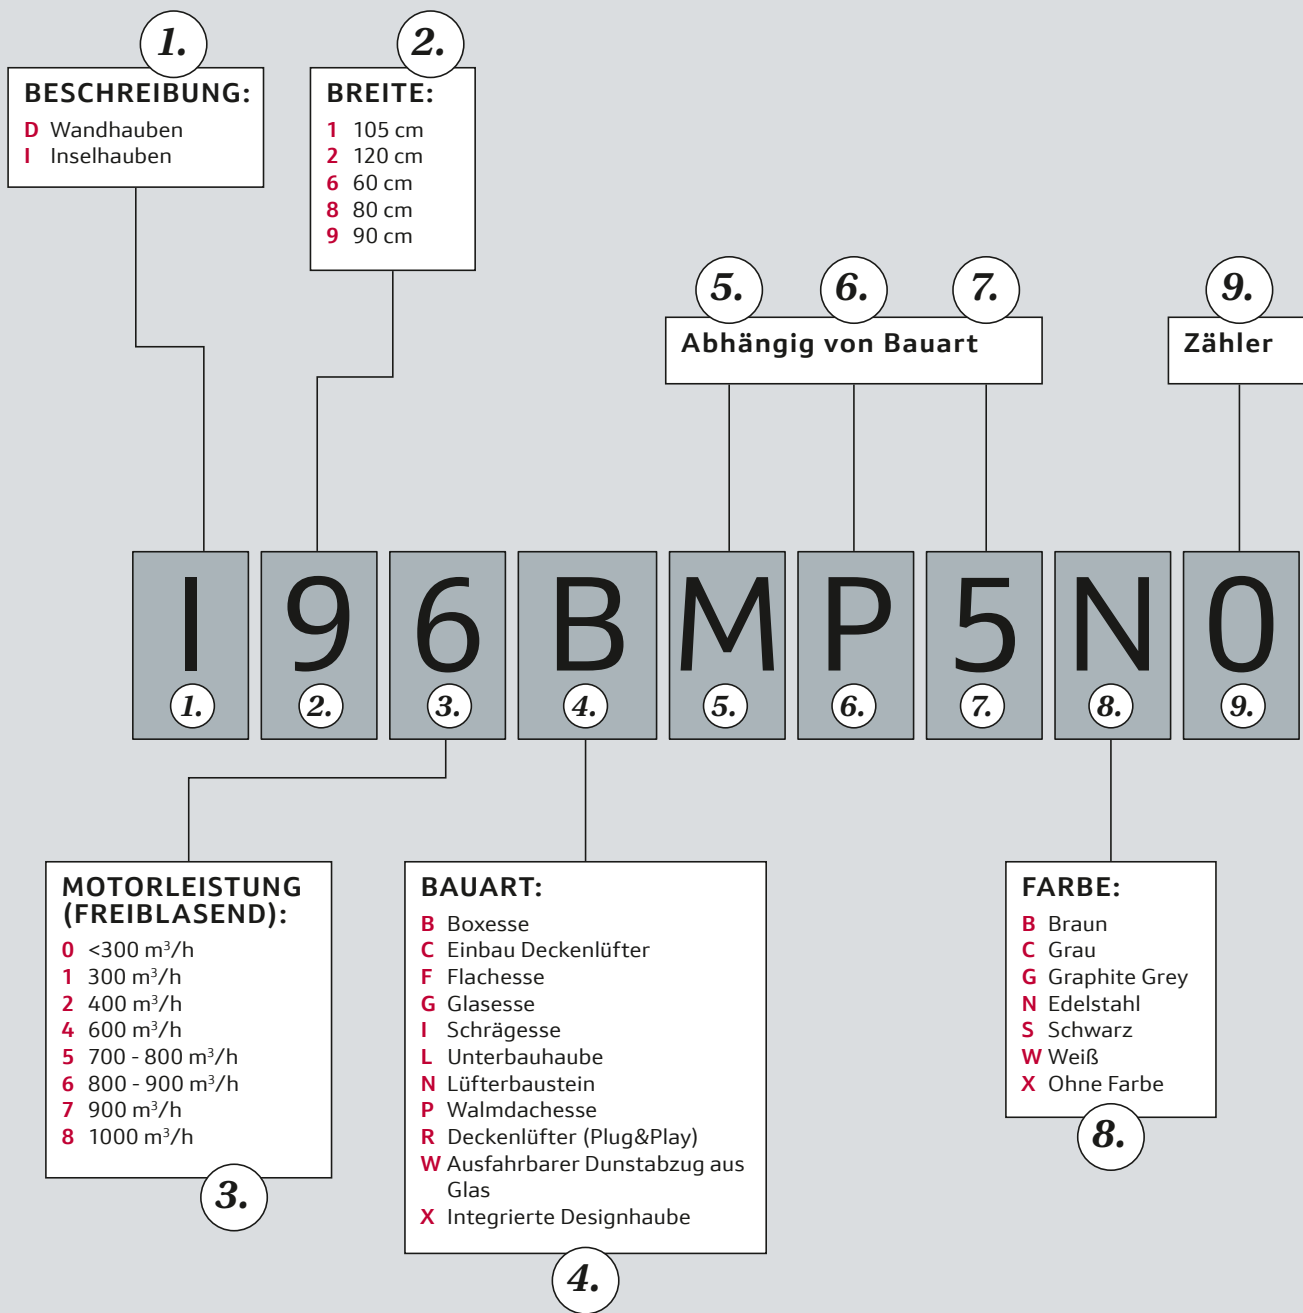 1.
BESCHREIBUNG:
D Wandhauben
I Inselhauben
2.
BREITE:
1 105 cm
2 120 cm
6 60 cm
8 80 cm
9 90 cm
5. 6. 7.
Abhängig von Bauart
9.
Zähler
I 9 6 B M P 5 N 0
1. 2. 3. 4. 5. 6. 7. 8. 9.
MOTORLEISTUNG
(FREIBLASEND):
0 <300 m³/h
1 300 m³/h
2 400 m³/h
4 600 m³/h
5 700 - 800 m³/h
6 800 - 900 m³/h
7 900 m³/h
8 1000 m³/h
3.
BAUART:
B Boxesse
C Einbau Deckenlüfter
F Flachesse
G Glasesse
I Schrägesse
L Unterbauhaube
N Lüfterbaustein
P Walmdachesse
R Deckenlüfter (Plug&Play)
W Ausfahrbarer Dunstabzug aus
Glas
X Integrierte Designhaube
4.
FARBE:
B Braun
C Grau
G Graphite Grey
N Edelstahl
S Schwarz
W Weiß
X Ohne Farbe
8.